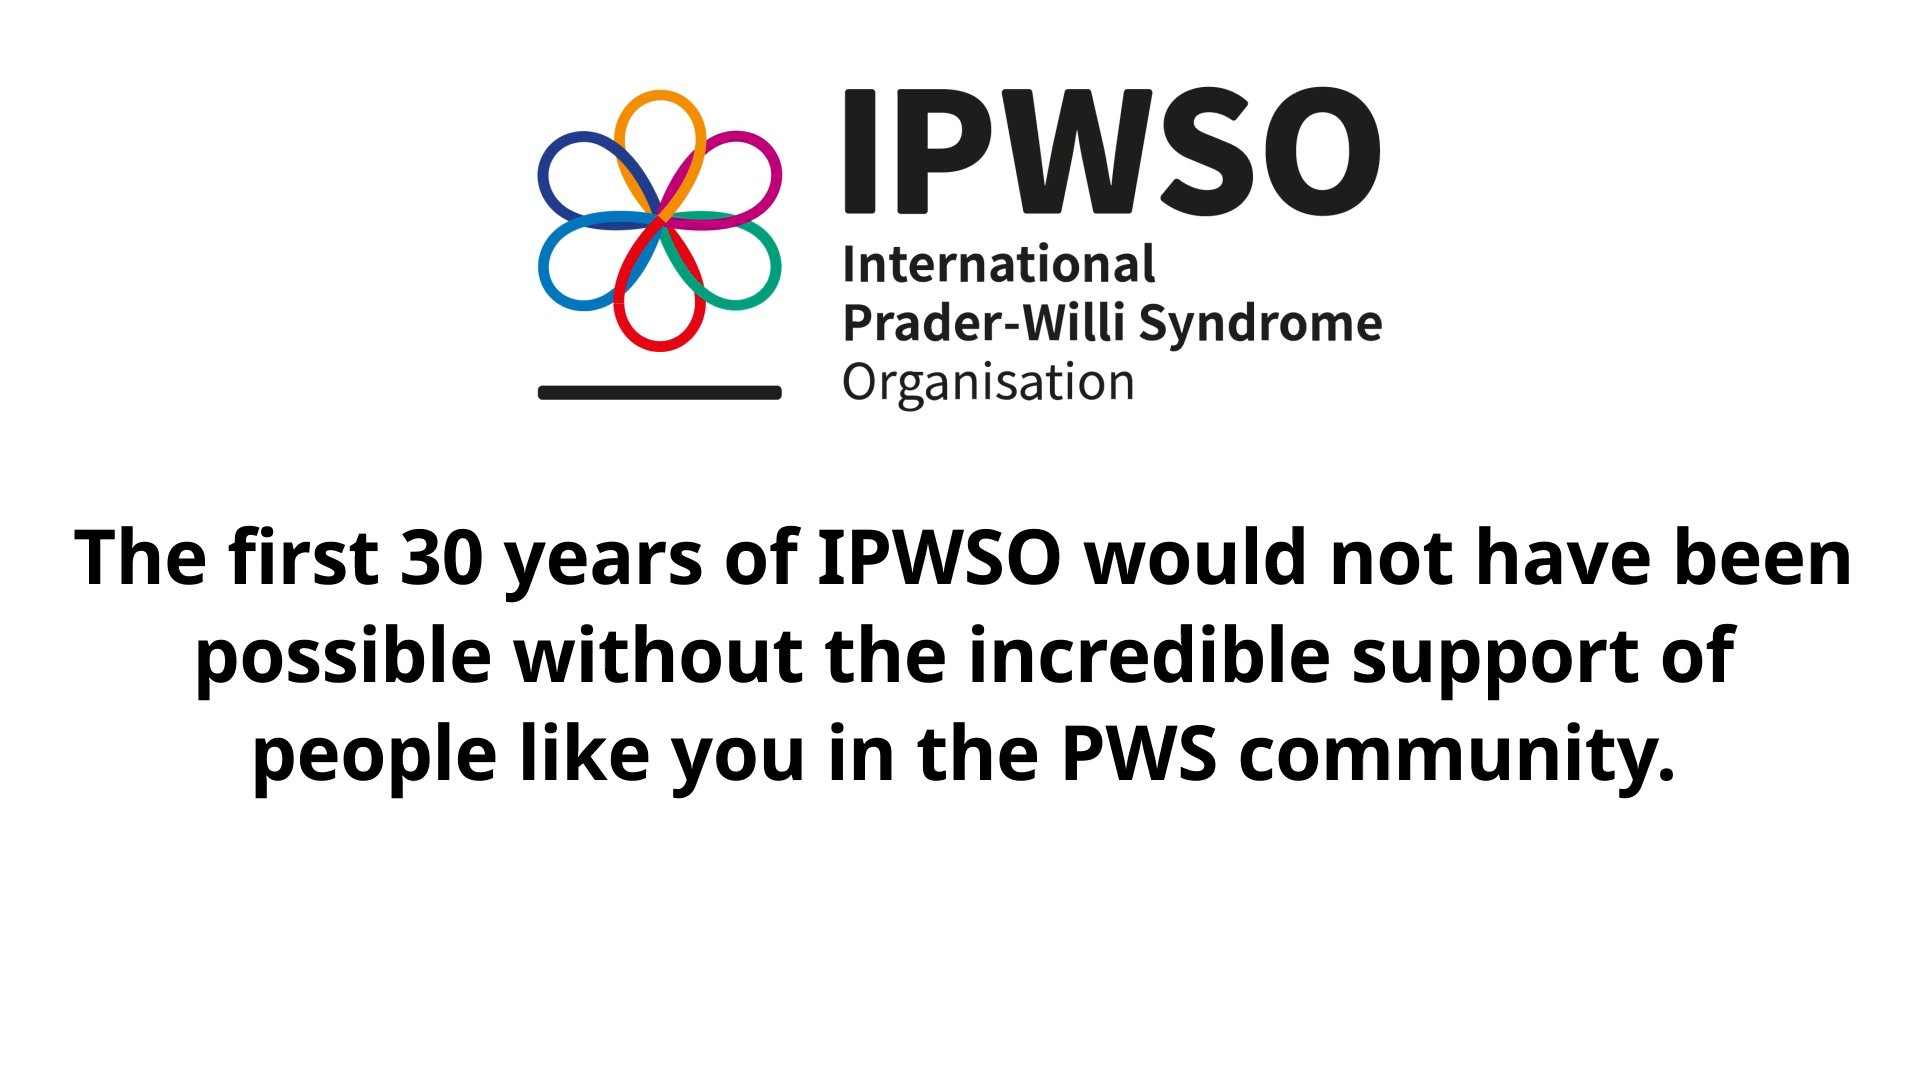 IPWSO
International
Prader-Willi Syndrome
Organisation
The first 30 years of IPWSO would not have been
possible without the incredible support of
people like you in the PWS community.